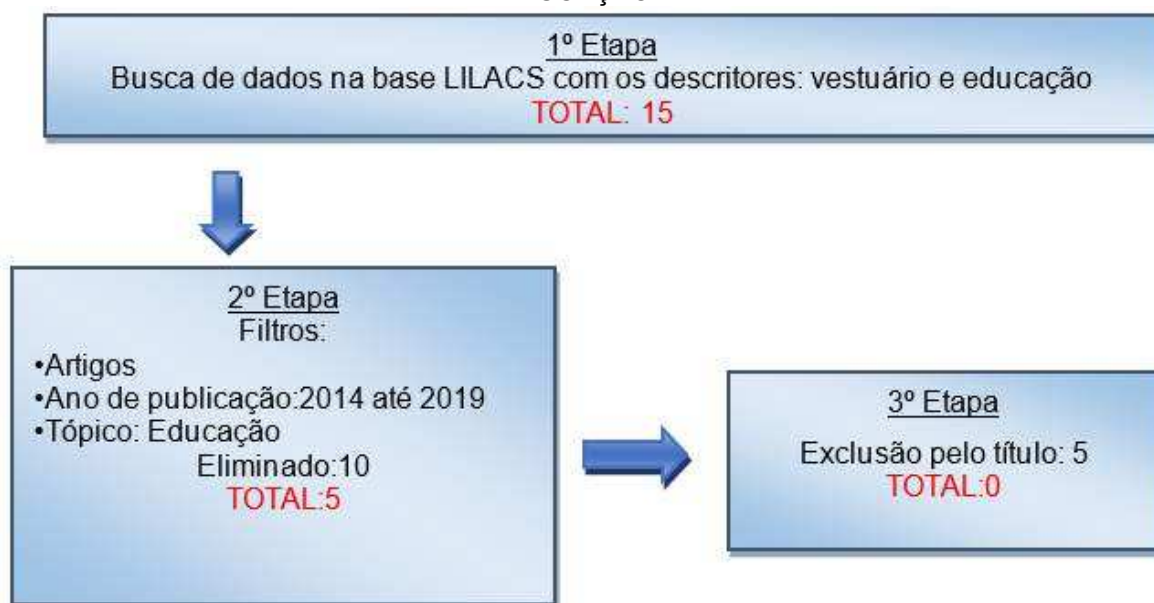 1º Etapa
Busca de dados na base LILACS com os descritores: vestuário e educação
TOTAL: 15
2º Etapa
Filtros:
•Artigos
•Ano de publicação:2014 até 2019
•Tópico: Educação
Eliminado:10
TOTAL:5
3º Etapa
Exclusão pelo título: 5
TOTAL:0